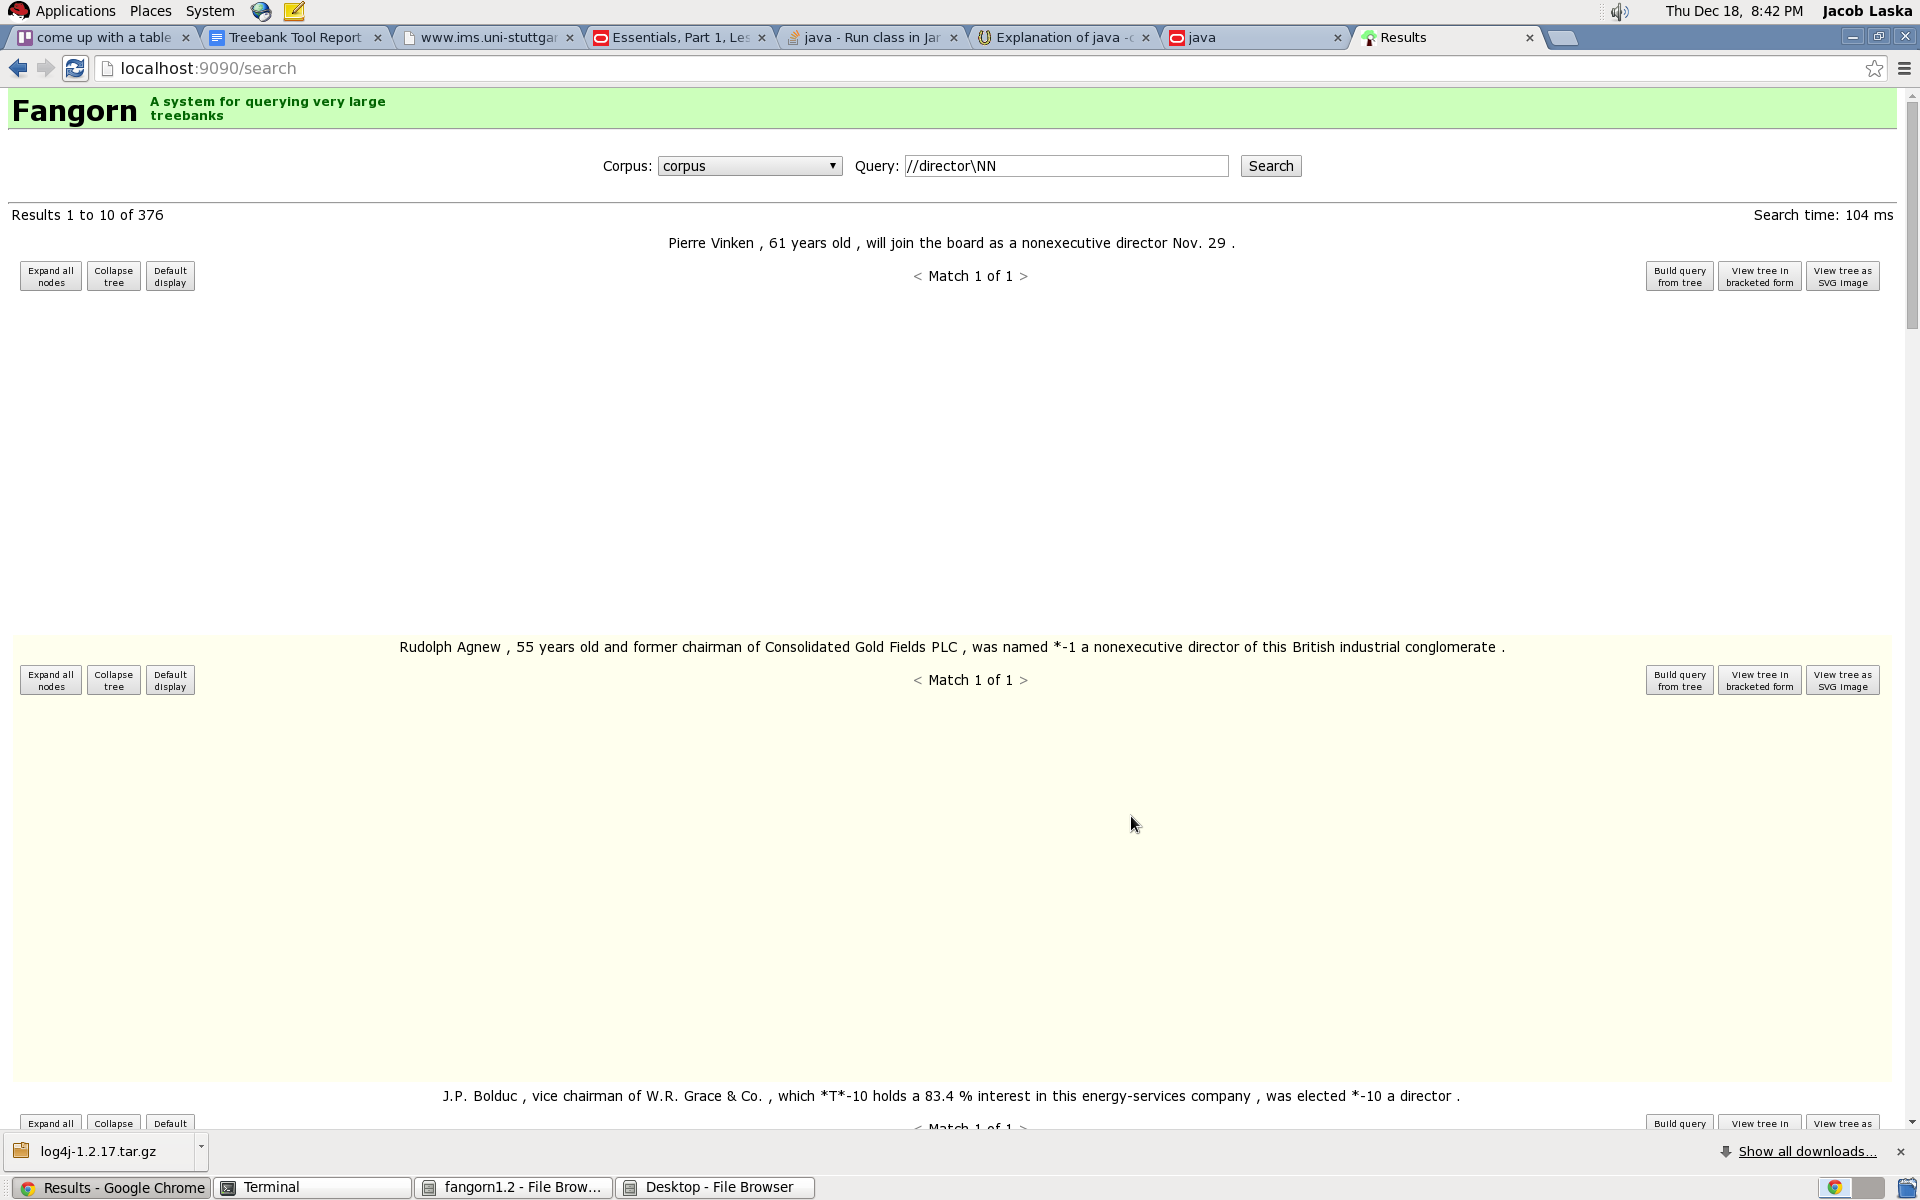 Applications Places System Thu Dec 18, 8:42 PM Jacob Laska
come up with a table Treebank Tool Report www.ims.uni-stuttgar Essentials, Part 1, Les java - Run class in Jar Explanation of java - java Results
localhost:9090/search
Fangorn A system for querying very large
treebanks
Corpus: corpus Query: //director\NN Search
Results 1 to 10 of 376 Search time: 104 ms
Pierre Vinken , 61 years old , will join the board as a nonexecutive director Nov. 29 .
Expand all nodes Collapse tree Default display < Match 1 of 1 > Build query from tree View tree in bracketed form View tree as SVG image
Rudolph Agnew , 55 years old and former chairman of Consolidated Gold Fields PLC , was named *-1 a nonexecutive director of this British industrial conglomerate .
Expand all nodes Collapse tree Default display < Match 1 of 1 > Build query from tree View tree in bracketed form View tree as SVG image
J.P. Bolduc , vice chairman of W.R. Grace & Co. , which *T*-10 holds a 83.4 % interest in this energy-services company , was elected *-10 a director .
Expand all Collapse Default Match 1 of 1 Build query View tree in View tree as
log4j-1.2.17.tar.gz Show all downloads...
Results - Google Chrome Terminal fangorn1.2 - File Brow... Desktop - File Browser